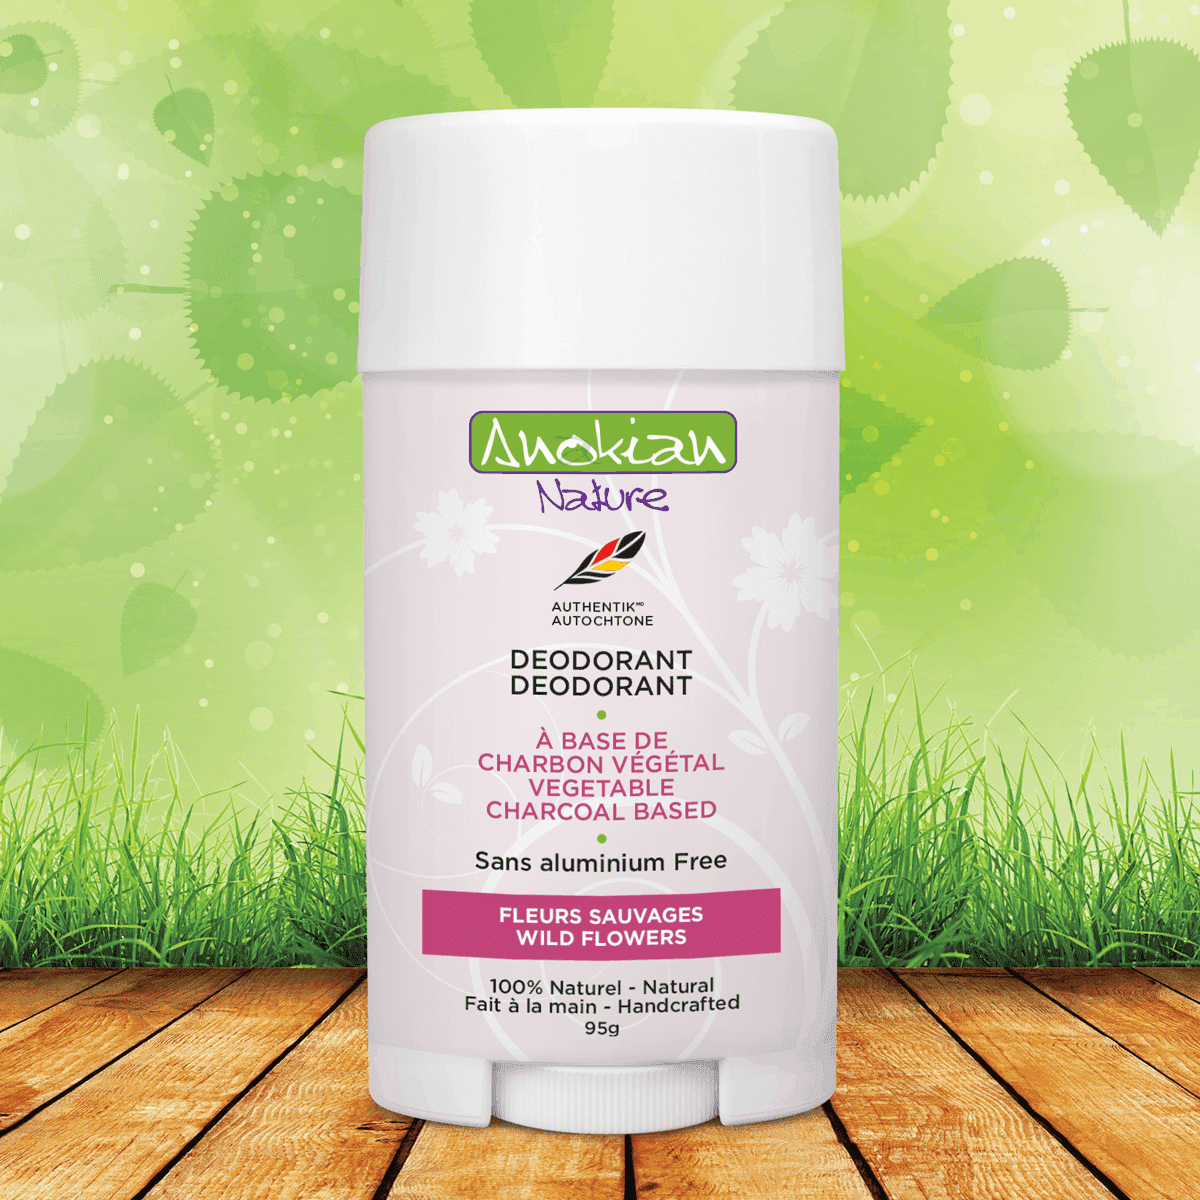 Anokian
Nature
AUTHENTIK MD
AUTOCHTONE
DEODORANT
DEODORANT
À BASE DE
CHARBON VÉGÉTAL
VEGETABLE
CHARCOAL BASED
Sans aluminium Free
FLEURS SAUVAGES
WILD FLOWERS
100% Naturel - Natural
Fait à la main - Handcrafted
95g